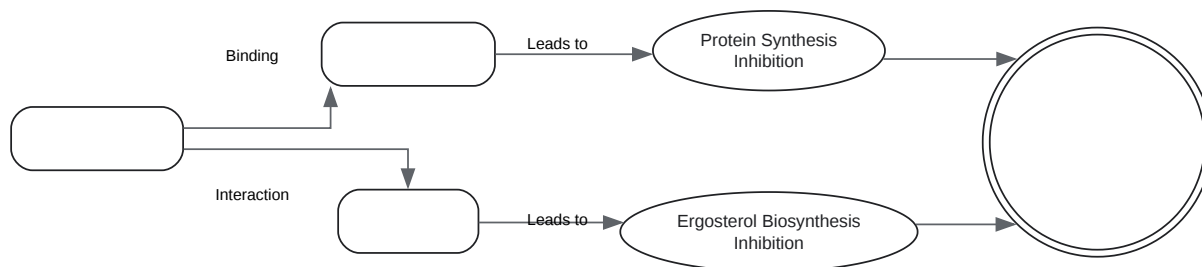 Binding
Leads to
Protein Synthesis
Inhibition
Interaction
Leads to
Ergosterol Biosynthesis
Inhibition